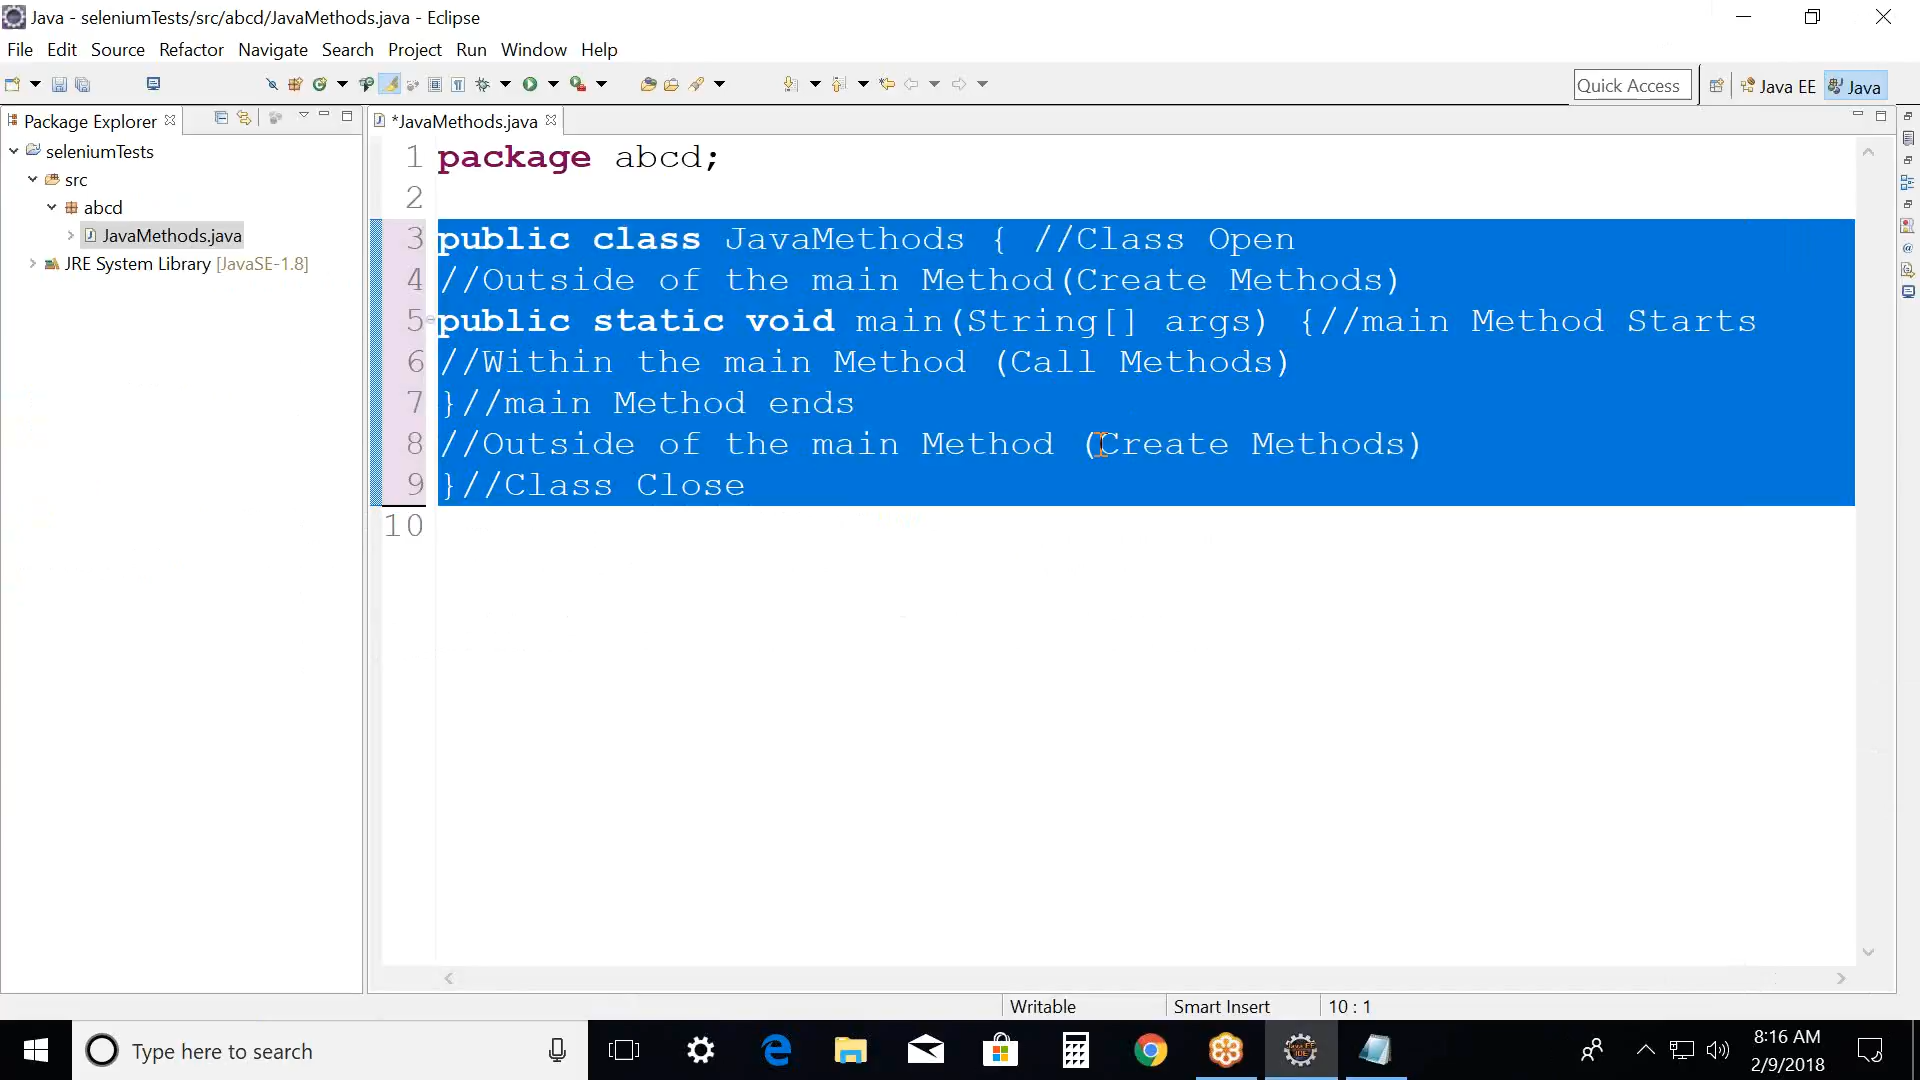 Java - seleniumTests/src/abcd/JavaMethods.java - Eclipse
File Edit Source Refactor Navigate Search Project Run Window Help
Quick Access Java EE Java
Package Explorer
seleniumTests
src
abcd
JavaMethods.java
JRE System Library [JavaSE-1.8]
*JavaMethods.java
1 package abcd;
2
3 public class JavaMethods { //Class Open
4 //Outside of the main Method(Create Methods)
5 public static void main(String[] args) {//main Method Starts
6 //Within the main Method (Call Methods)
7 }//main Method ends
8 //Outside of the main Method (Create Methods)
9 }//Class Close
10
Writable Smart Insert 10 : 1
Type here to search
8:16 AM
2/9/2018